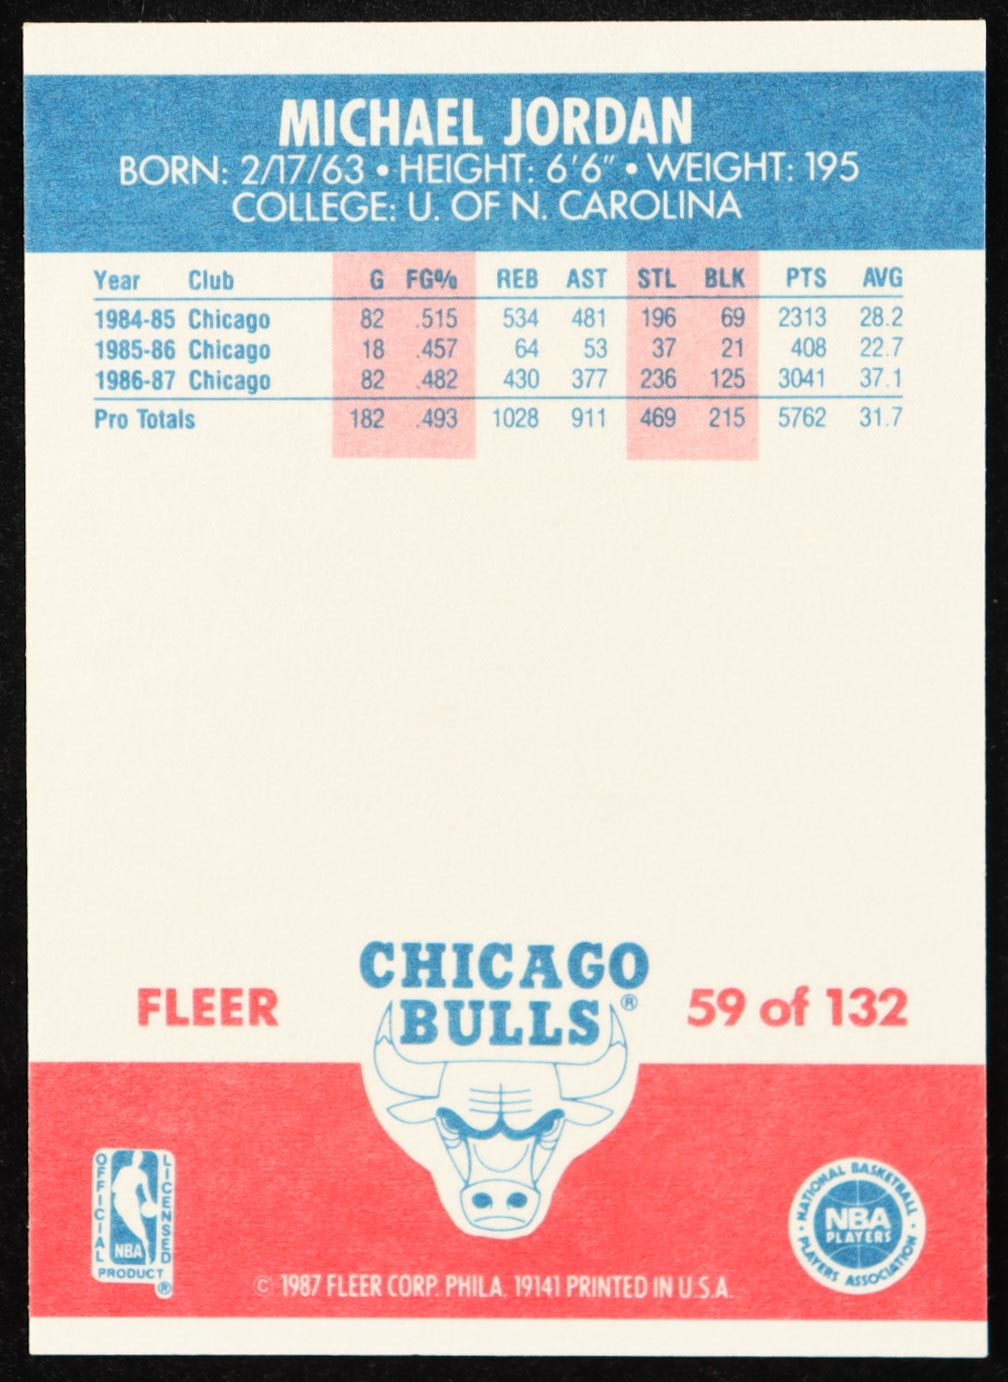 MICHAEL JORDAN
BORN: 2/17/63 • HEIGHT: 6'6" • WEIGHT: 195
COLLEGE: U. OF N. CAROLINA
Year Club G FG% REB AST STL BLK PTS AVG
1984-85 Chicago 82 .515 534 481 196 69 2313 28.2
1985-86 Chicago 18 .457 64 53 37 21 408 22.7
1986-87 Chicago 82 .482 430 377 236 125 3041 37.1
Pro Totals 182 .493 1028 911 469 215 5762 31.7
CHICAGO
BULLS ®
FLEER
59 of 132
OFFICIAL
LICENSED
NBA
PRODUCT
®
NATIONAL BASKETBALL
NBA
PLAYERS
• PLAYERS ASSOCIATION •
© 1987 FLEER CORP. PHILA. 19141 PRINTED IN U.S.A.